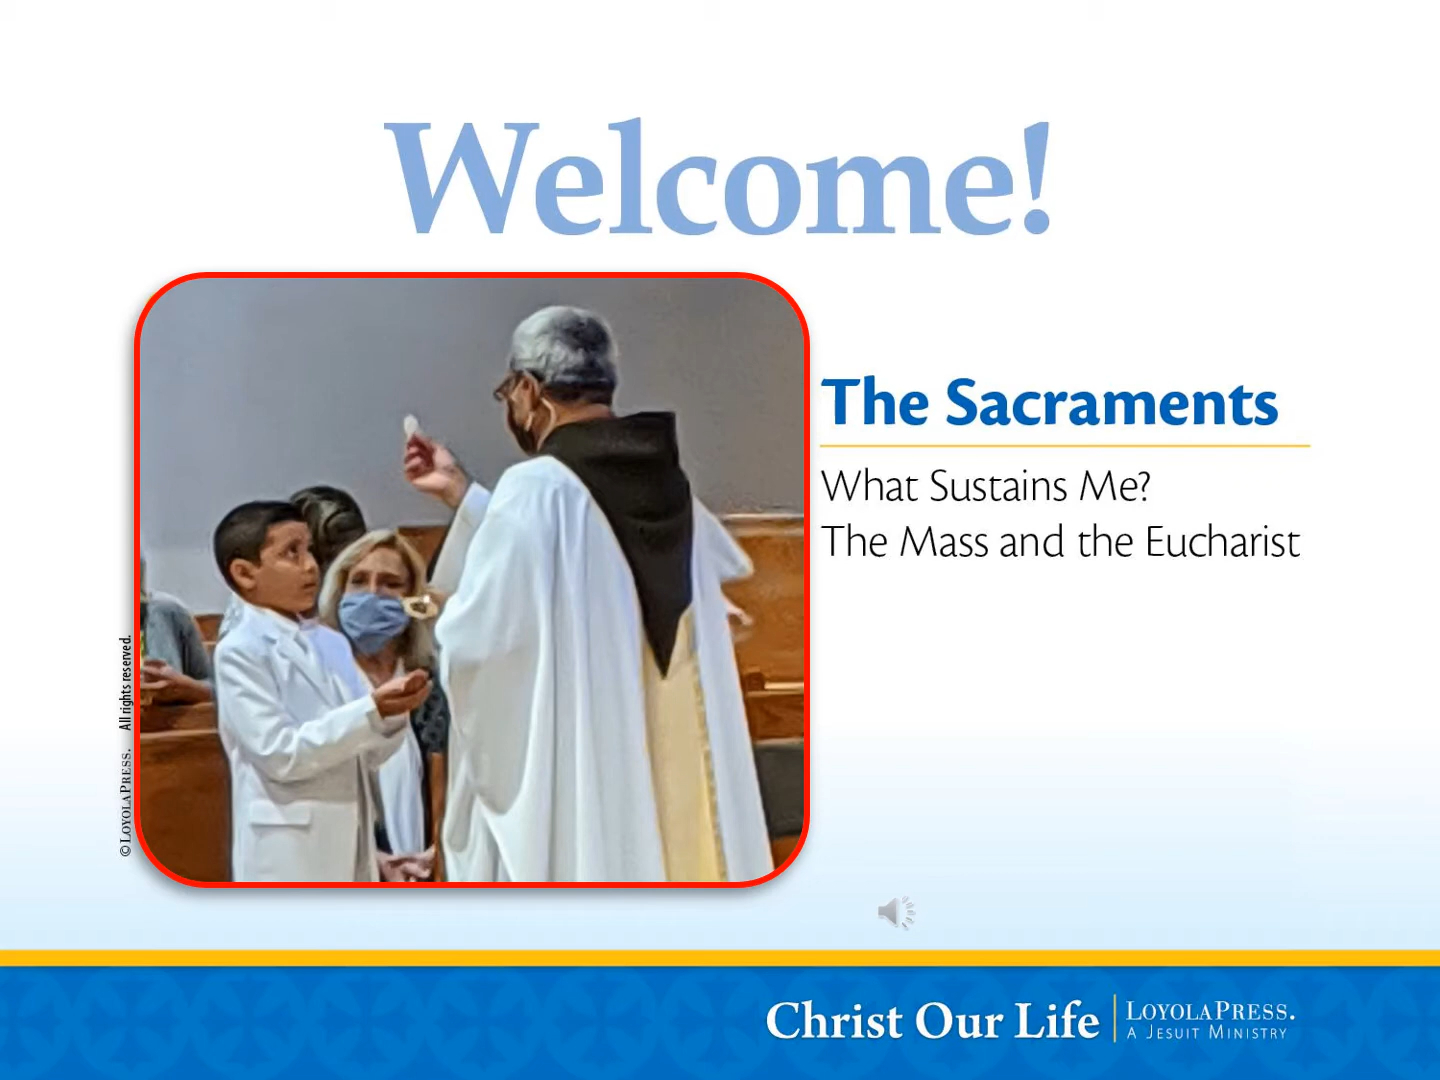 Welcome!
The Sacraments
What Sustains Me?
The Mass and the Eucharist
©LOYOLAPRESS. All rights reserved.
Christ Our Life
LOYOLAPRESS.
A JESUIT MINISTRY